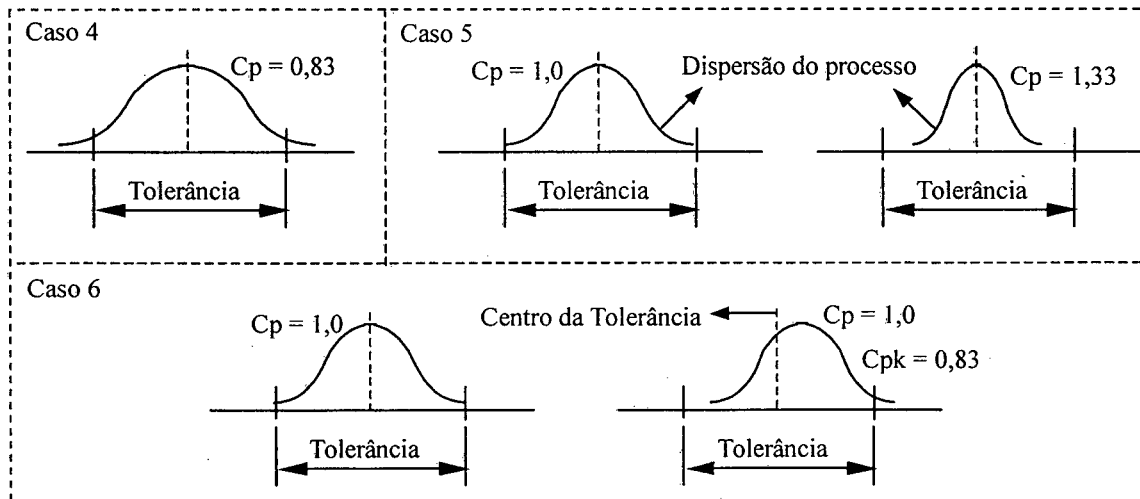 Caso 4
Cp = 0,83
Tolerância
Caso 5
Cp = 1,0
Dispersão do processo
Cp = 1,33
Tolerância
Tolerância
Caso 6
Cp = 1,0
Tolerância
Centro da Tolerância
Cp = 1,0
Cpk = 0,83
Tolerância